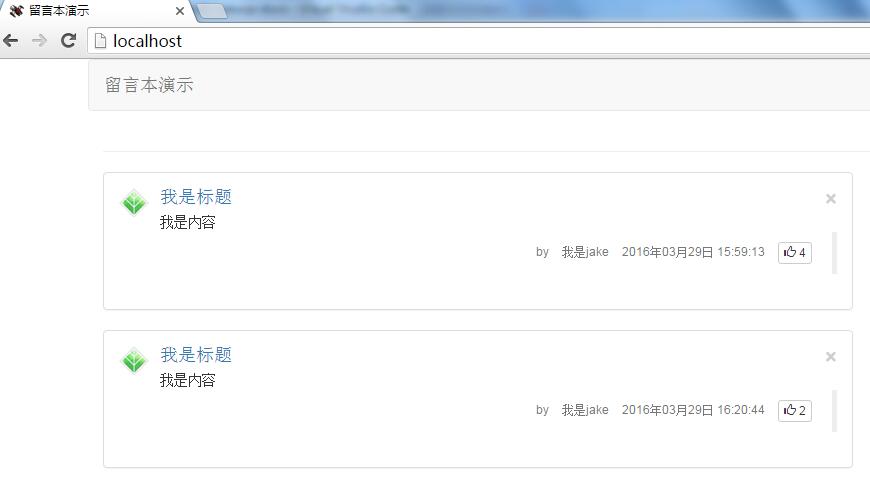 留言本演示
localhost
留言本演示
我是标题
我是内容
by 我是jake 2016年03月29日 15:59:13 4
我是标题
我是内容
by 我是jake 2016年03月29日 16:20:44 2